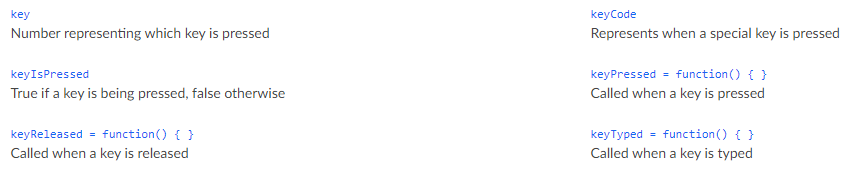 key
Number representing which key is pressed
keyCode
Represents when a special key is pressed
keyIsPressed
True if a key is being pressed, false otherwise
keyPressed = function() { }
Called when a key is pressed
keyReleased = function() { }
Called when a key is released
keyTyped = function() { }
Called when a key is typed